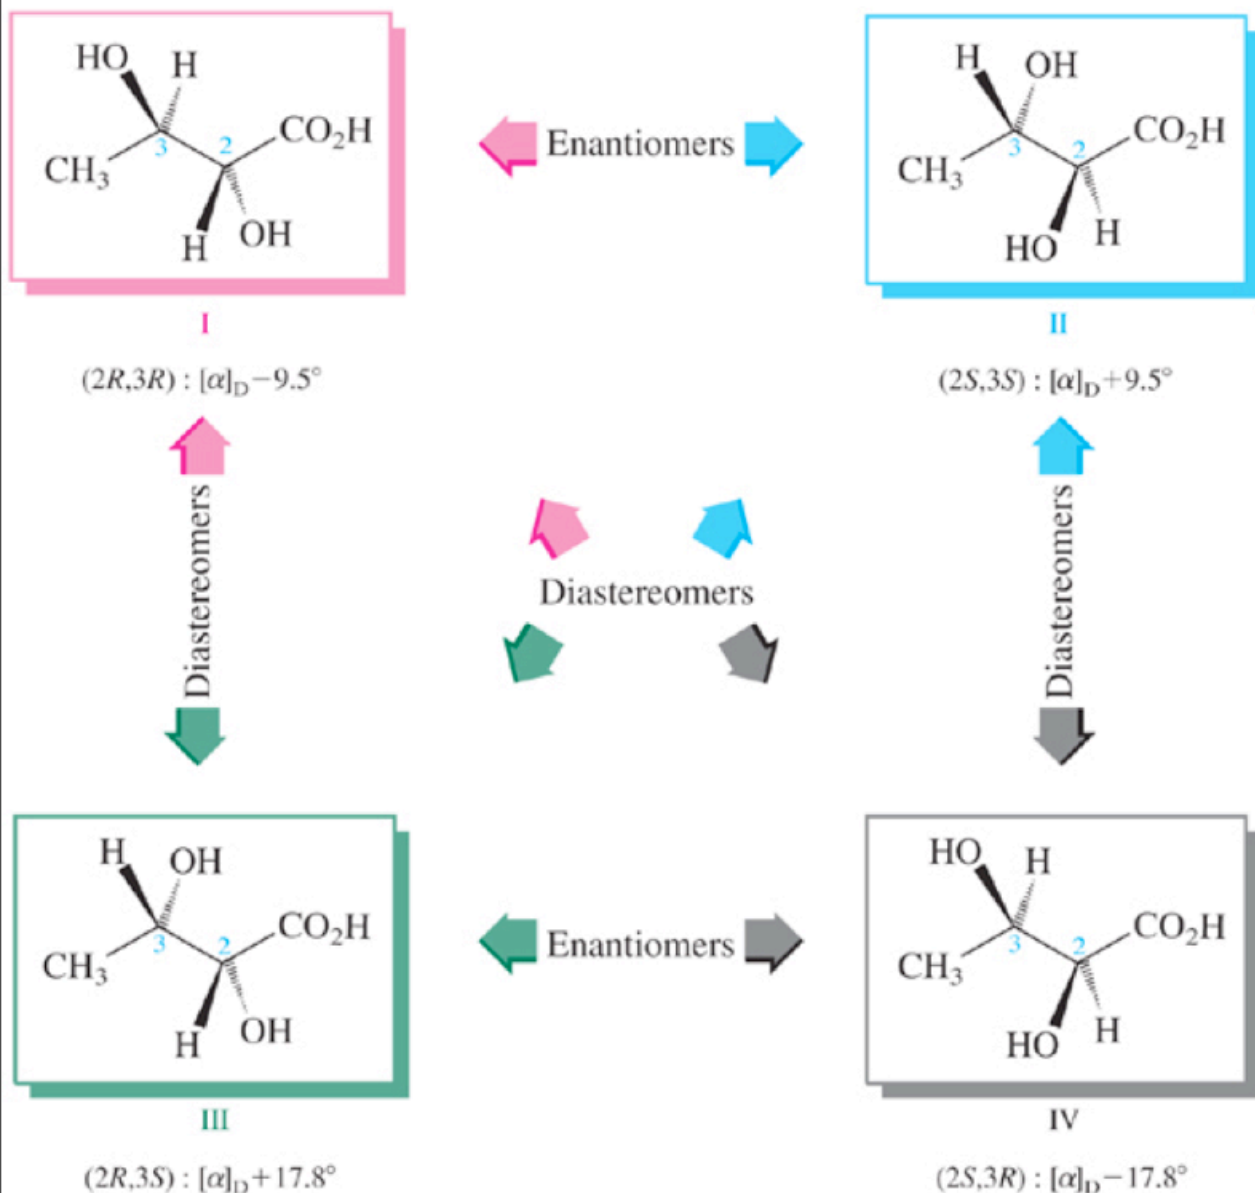 HO H
CO₂H
3 2
CH₃
H OH
I
(2R,3R) : [α]D−9.5°
Enantiomers
H OH
CO₂H
3 2
CH₃
HO H
II
(2S,3S) : [α]D+9.5°
Diastereomers
Diastereomers
Diastereomers
H OH
CO₂H
3 2
CH₃
H OH
III
(2R,3S) : [α]D+17.8°
Enantiomers
HO H
CO₂H
3 2
CH₃
HO H
IV
(2S,3R) : [α]D−17.8°